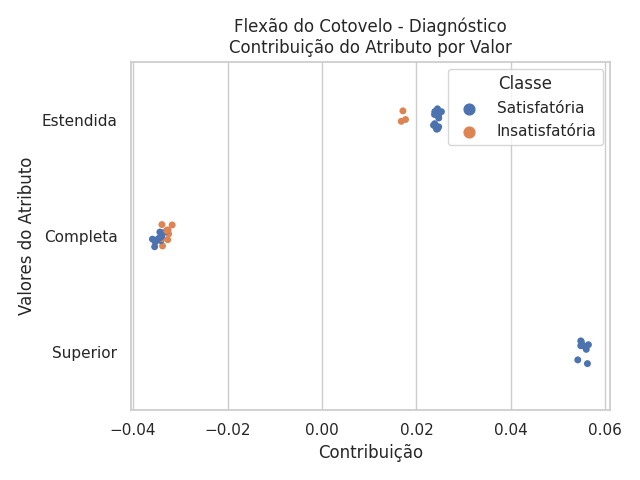 Flexão do Cotovelo - Diagnóstico
Contribuição do Atributo por Valor
Classe
Satisfatória
Insatisfatória
Valores do Atributo
Estendida
Completa
Superior
−0.04 −0.02 0.00 0.02 0.04 0.06
Contribuição